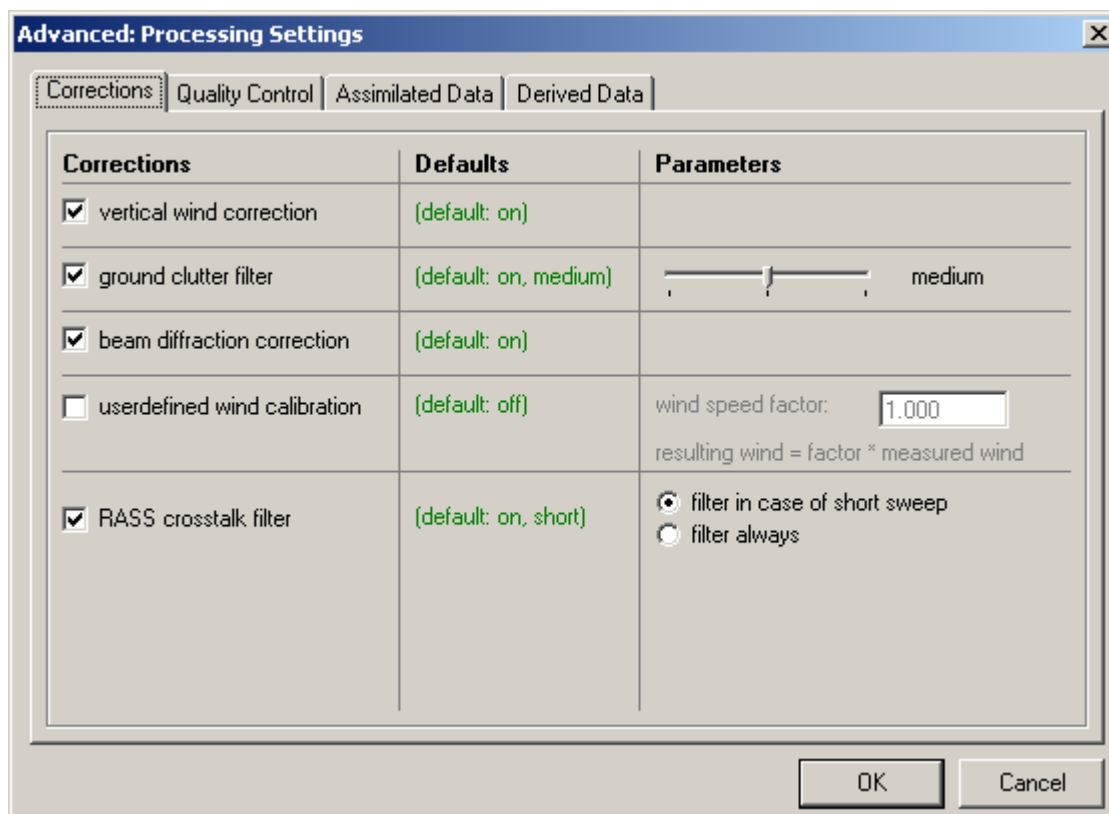 Advanced: Processing Settings
Corrections Quality Control Assimilated Data Derived Data
Corrections Defaults Parameters
vertical wind correction (default: on)
ground clutter filter (default: on, medium) medium
beam diffraction correction (default: on)
userdefined wind calibration (default: off) wind speed factor: 1.000
resulting wind = factor * measured wind
RASS crosstalk filter (default: on, short) filter in case of short sweep
filter always
OK Cancel